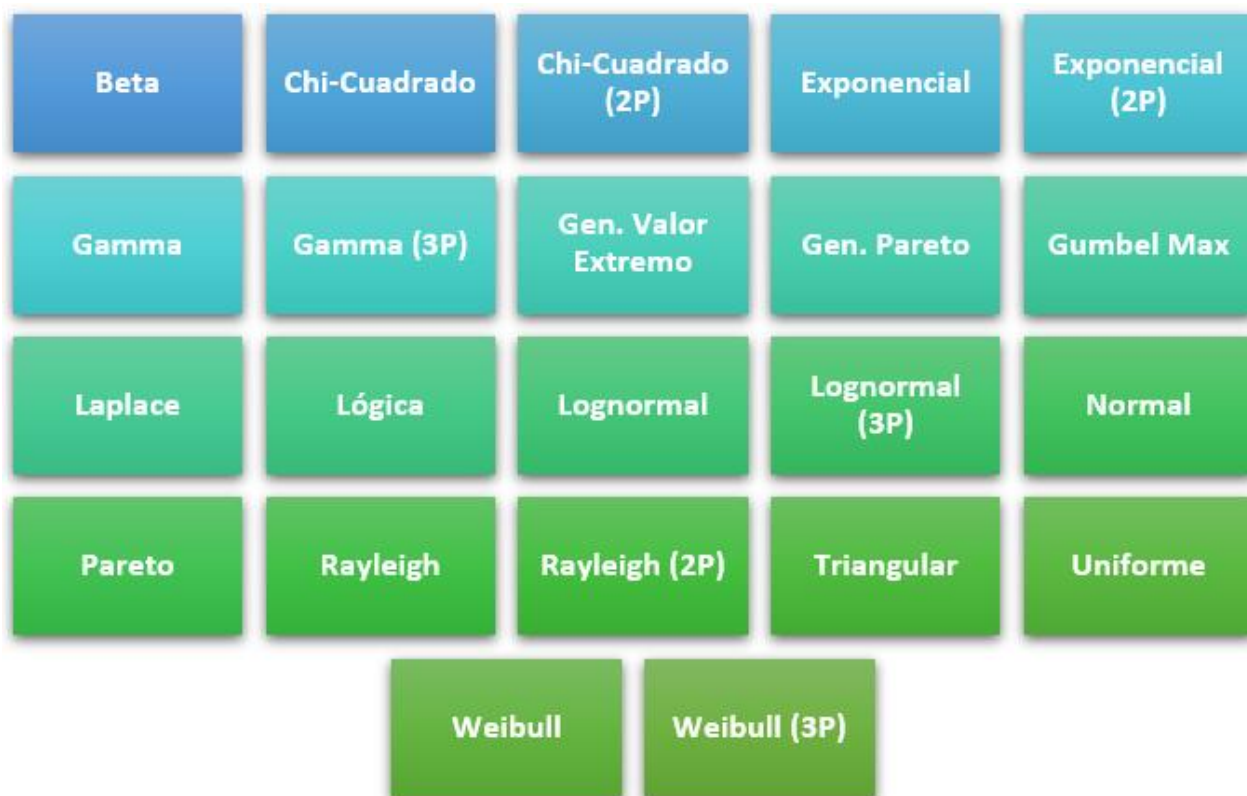 Beta
Chi-Cuadrado
Chi-Cuadrado
(2P)
Exponencial
Exponencial
(2P)
Gamma
Gamma (3P)
Gen. Valor
Extremo
Gen. Pareto
Gumbel Max
Laplace
Lógica
Lognormal
Lognormal
(3P)
Normal
Pareto
Rayleigh
Rayleigh (2P)
Triangular
Uniforme
Weibull
Weibull (3P)